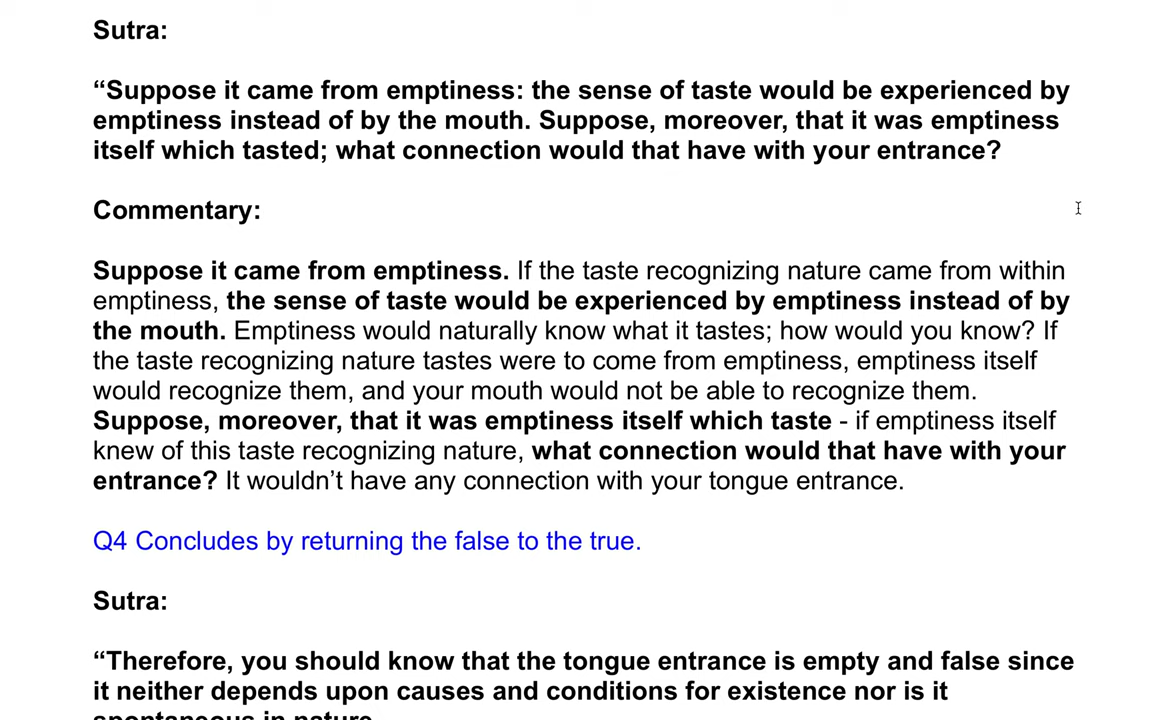 Sutra:
“Suppose it came from emptiness: the sense of taste would be experienced by
emptiness instead of by the mouth. Suppose, moreover, that it was emptiness
itself which tasted; what connection would that have with your entrance?
Commentary:
Suppose it came from emptiness. If the taste recognizing nature came from within
emptiness, the sense of taste would be experienced by emptiness instead of by
the mouth. Emptiness would naturally know what it tastes; how would you know? If
the taste recognizing nature tastes were to come from emptiness, emptiness itself
would recognize them, and your mouth would not be able to recognize them.
Suppose, moreover, that it was emptiness itself which taste - if emptiness itself
knew of this taste recognizing nature, what connection would that have with your
entrance? It wouldn’t have any connection with your tongue entrance.
Q4 Concludes by returning the false to the true.
Sutra:
“Therefore, you should know that the tongue entrance is empty and false since
it neither depends upon causes and conditions for existence nor is it
spontaneous in nature.